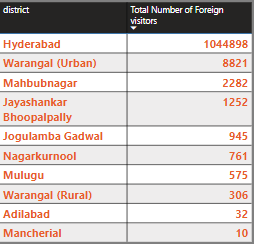 district Total Number of Foreign
visitors
Hyderabad 1044898
Warangal (Urban) 8821
Mahbubnagar 2282
Jayashankar 1252
Bhoopalpally
Jogulamba Gadwal 945
Nagarkurnool 761
Mulugu 575
Warangal (Rural) 306
Adilabad 32
Mancherial 10